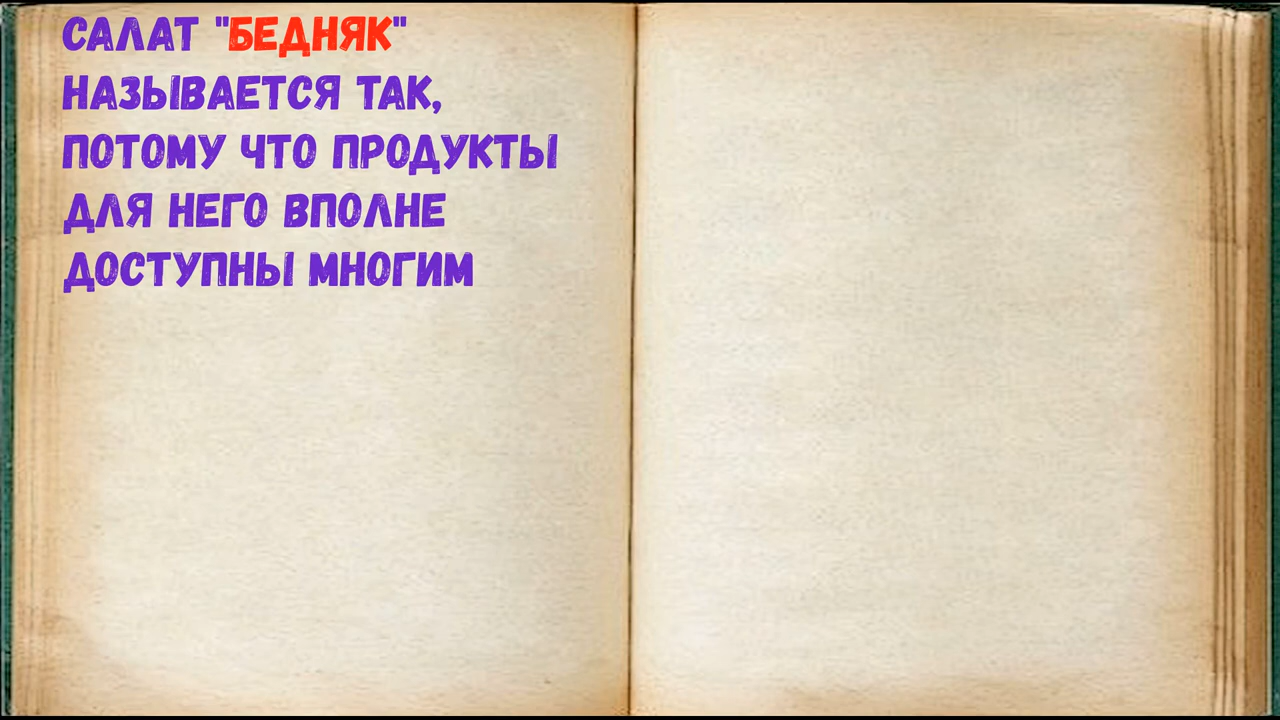 САЛАТ "БЕДНЯК"
НАЗЫВАЕТСЯ ТАК,
ПОТОМУ ЧТО ПРОДУКТЫ
ДЛЯ НЕГО ВПОЛНЕ
ДОСТУПНЫ МНОГИМ